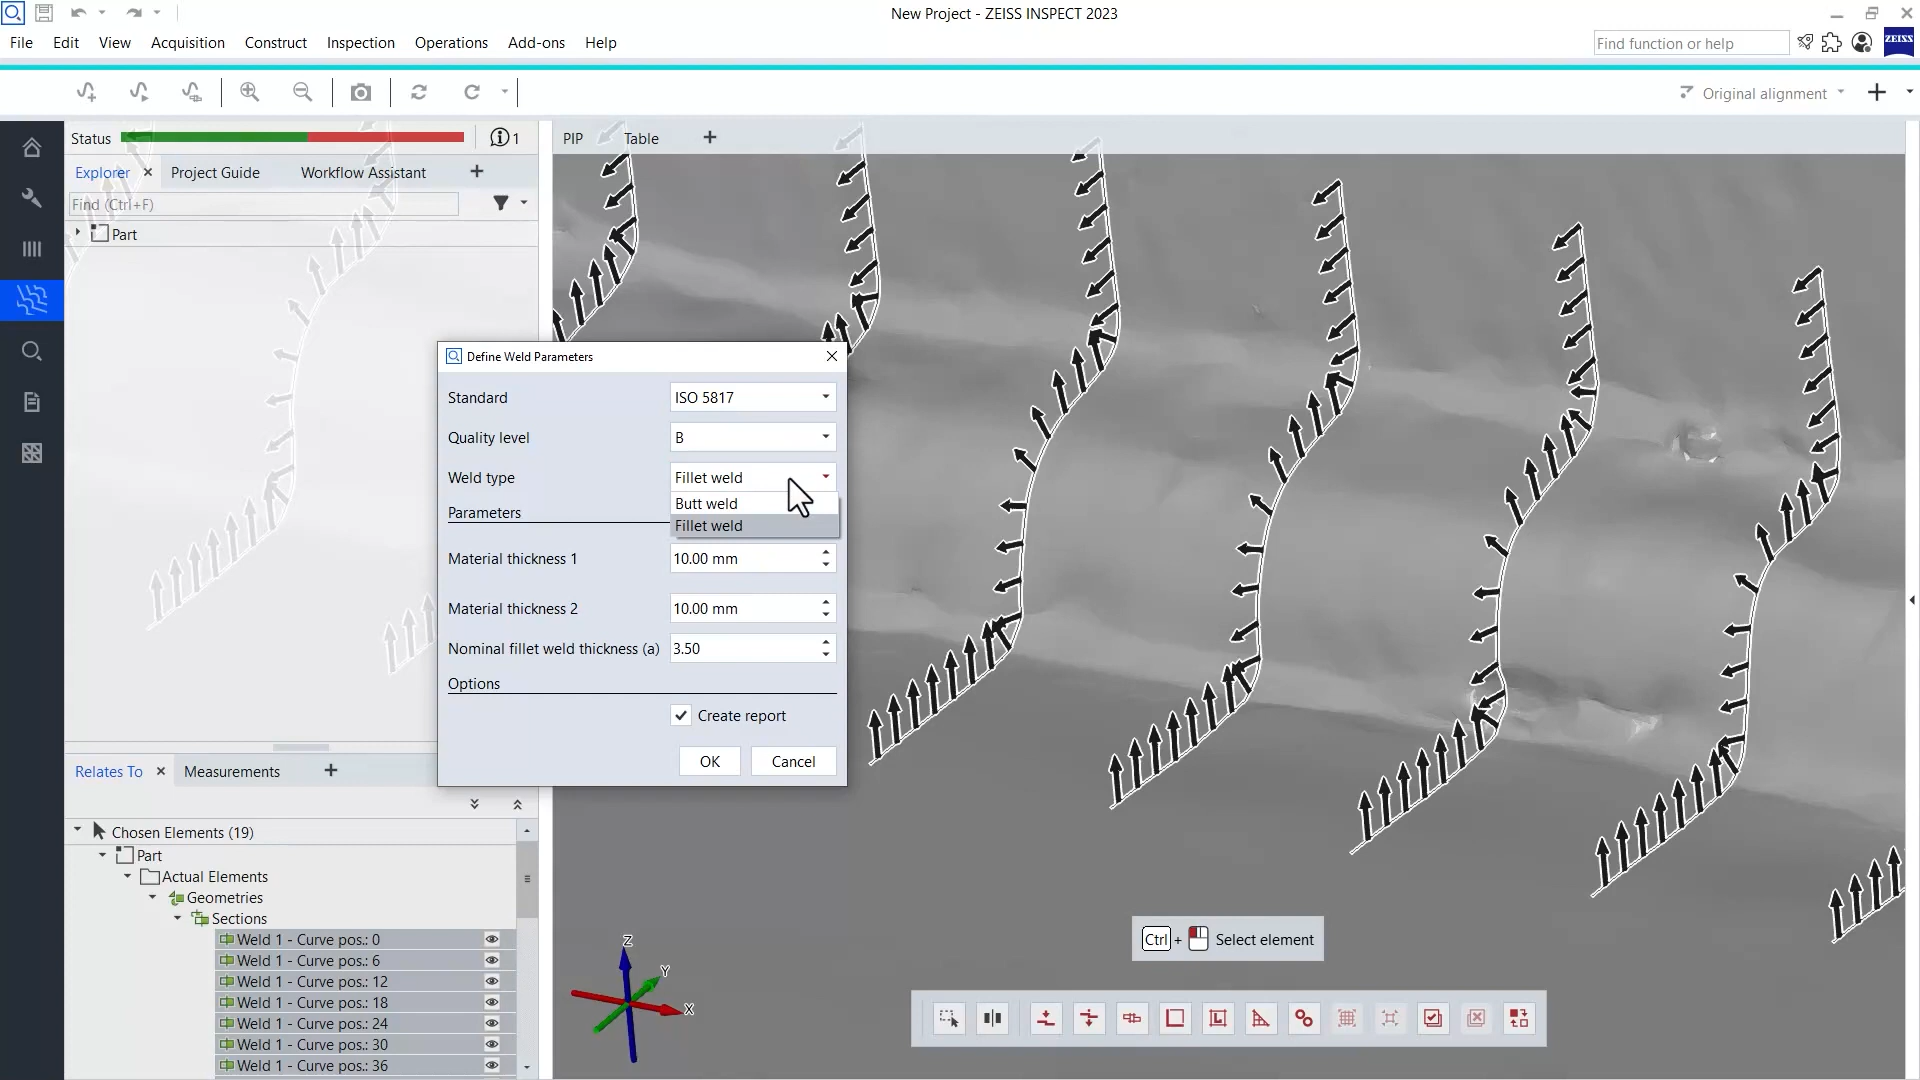 New Project - ZEISS INSPECT 2023
File Edit View Acquisition Construct Inspection Operations Add-ons Help
Find function or help
ZEISS
Original alignment
Status
1
PIP Table
Explorer Project Guide Workflow Assistant
Find (Ctrl+F)
Part
Define Weld Parameters
Standard ISO 5817
Quality level B
Weld type Fillet weld
Butt weld
Fillet weld
Parameters
Material thickness 1 10.00 mm
Material thickness 2 10.00 mm
Nominal fillet weld thickness (a) 3.50
Options
Create report
OK Cancel
Relates To Measurements
Chosen Elements (19)
Part
Actual Elements
Geometries
Sections
Weld 1 - Curve pos.: 0
Weld 1 - Curve pos.: 6
Weld 1 - Curve pos.: 12
Weld 1 - Curve pos.: 18
Weld 1 - Curve pos.: 24
Weld 1 - Curve pos.: 30
Weld 1 - Curve pos.: 36
Z
Y
X
Ctrl + Select element